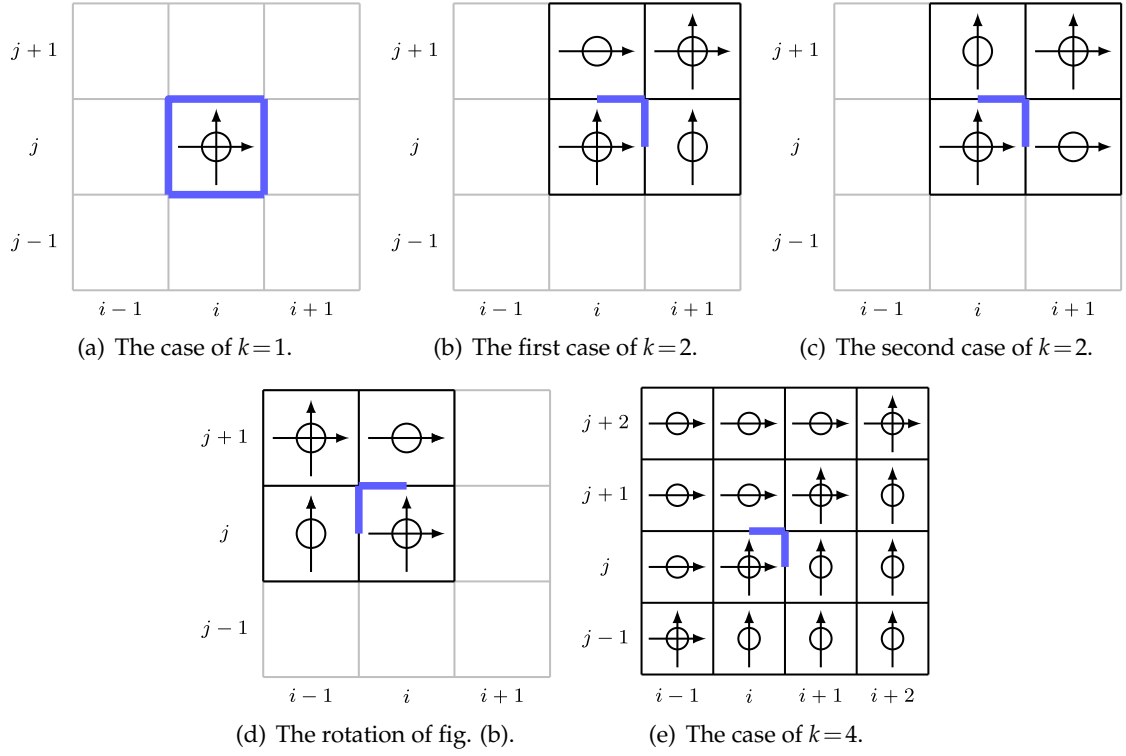 j + 1
j
j − 1
i − 1 i i + 1
(a) The case of k=1.
j + 1
j
j − 1
i − 1 i i + 1
(b) The first case of k=2.
j + 1
j
j − 1
i − 1 i i + 1
(c) The second case of k=2.
j + 1
j
j − 1
i − 1 i i + 1
(d) The rotation of fig. (b).
j + 2
j + 1
j
j − 1
i − 1 i i + 1 i + 2
(e) The case of k=4.